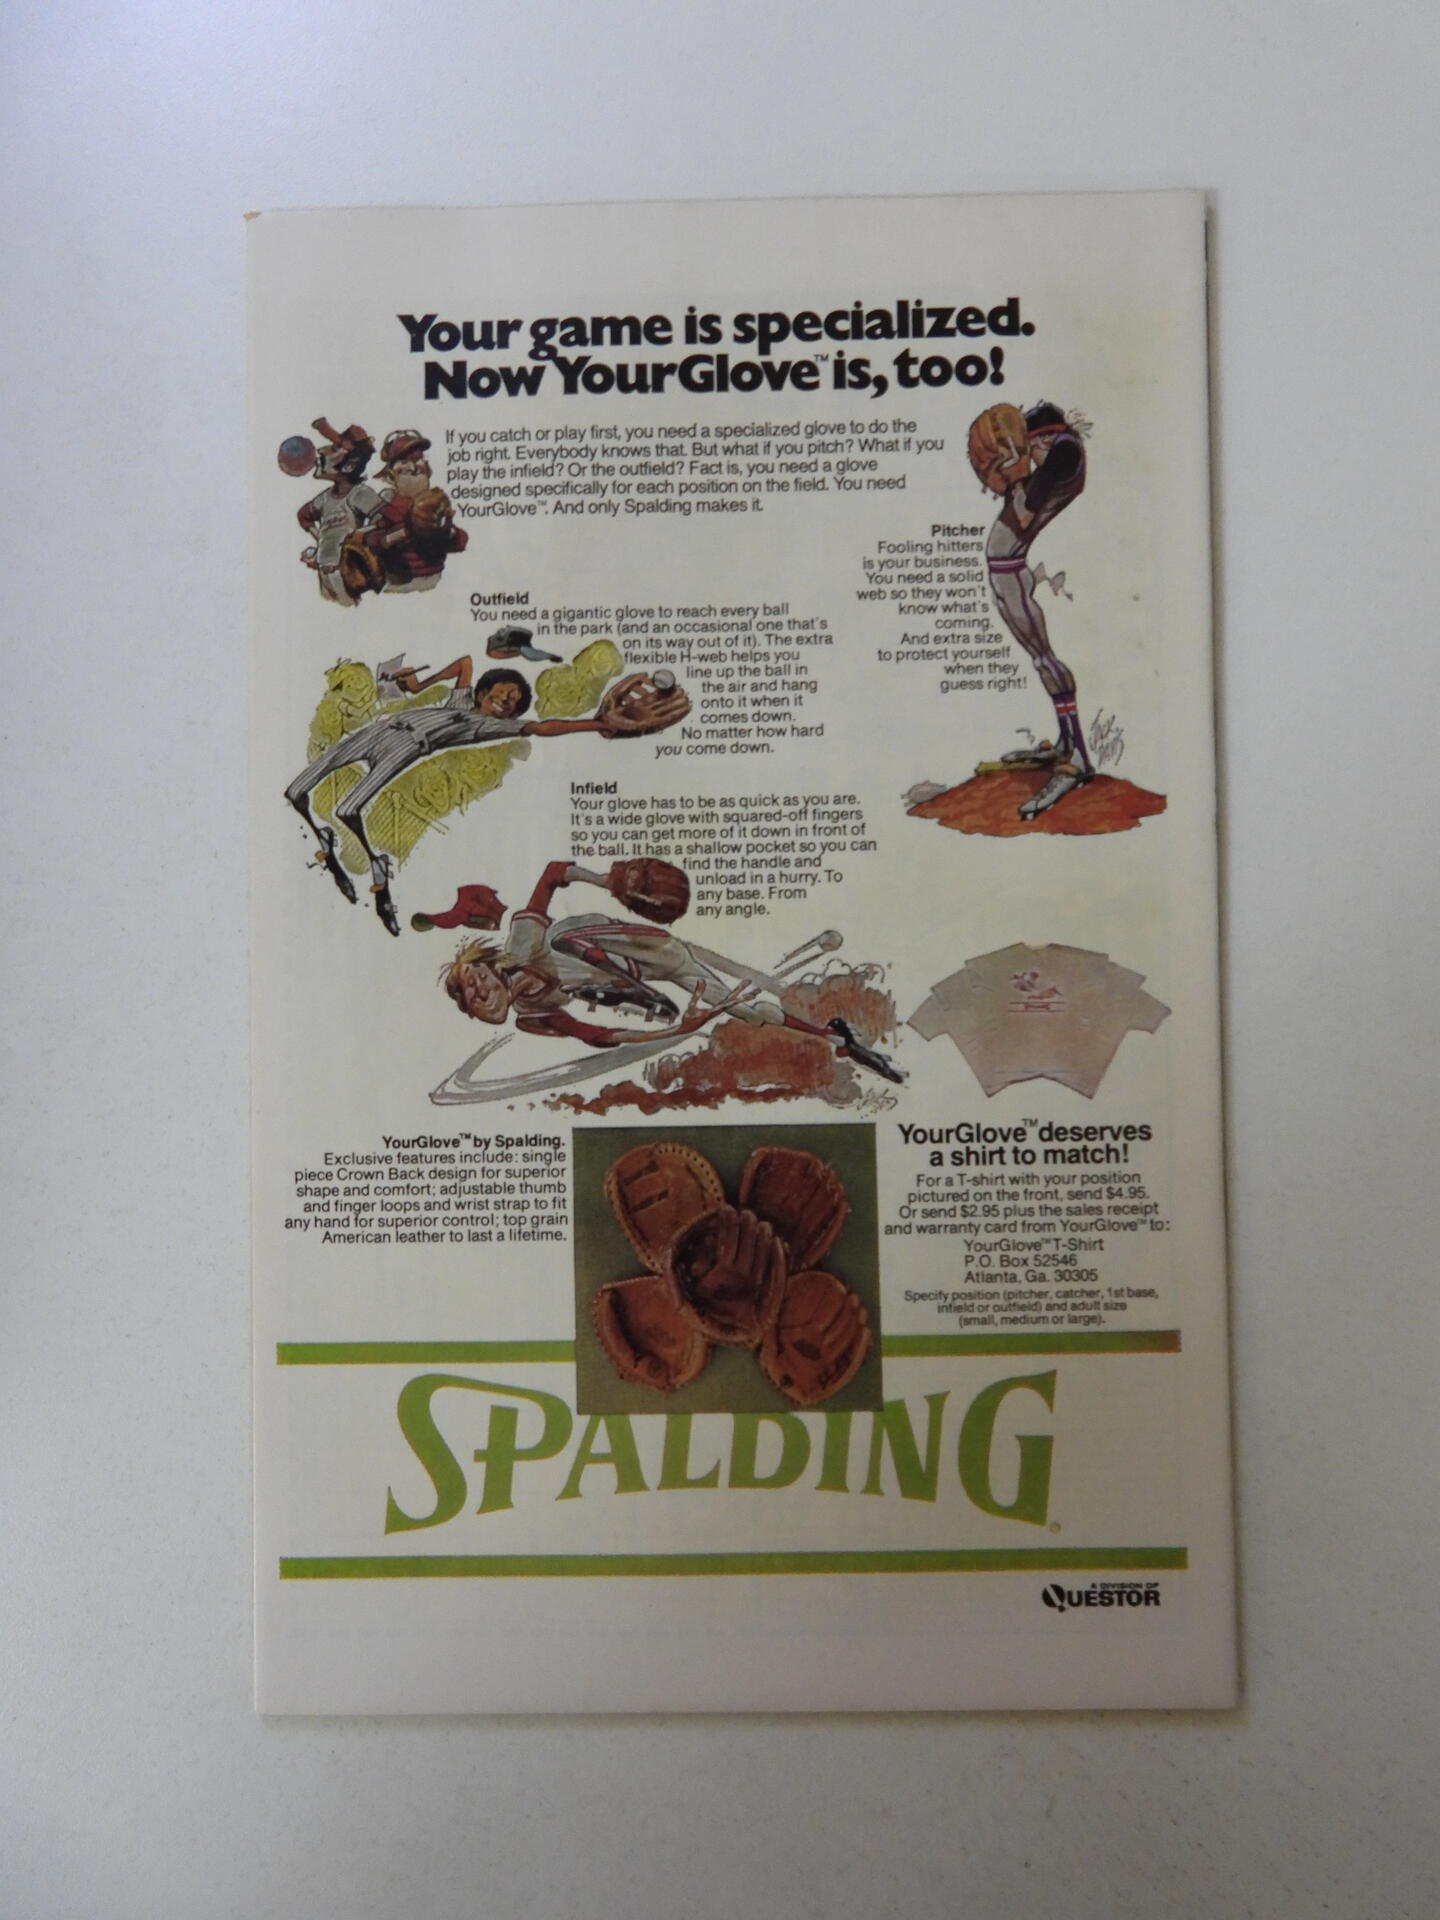 Your game is specialized.
Now YourGlove™ is, too!
If you catch or play first, you need a specialized glove to do the
job right. Everybody knows that. But what if you pitch? What if you
play the infield? Or the outfield? Fact is, you need a glove
designed specifically for each position on the field. You need
YourGlove™. And only Spalding makes it.
Pitcher
Fooling hitters
is your business.
You need a solid
web so they won't
know what's
coming.
And extra size
to protect yourself
when they
guess right!
Outfield
You need a gigantic glove to reach every ball
in the park (and an occasional one that's
on its way out of it). The extra
flexible H-web helps you
line up the ball in
the air and hang
onto it when it
comes down.
No matter how hard
you come down.
JACK DAVIS
Infield
Your glove has to be as quick as you are.
It's a wide glove with squared-off fingers
so you can get more of it down in front of
the ball. It has a shallow pocket so you can
find the handle and
unload in a hurry. To
any base. From
any angle.
YourGlove™ by Spalding.
Exclusive features include: single
piece Crown Back design for superior
shape and comfort; adjustable thumb
and finger loops and wrist strap to fit
any hand for superior control; top grain
American leather to last a lifetime.
YourGlove™ deserves
a shirt to match!
For a T-shirt with your position
pictured on the front, send $4.95.
Or send $2.95 plus the sales receipt
and warranty card from YourGlove™ to:
YourGlove™ T-Shirt
P.O. Box 52546
Atlanta, Ga. 30305
Specify position (pitcher, catcher, 1st base,
infield or outfield) and adult size
(small, medium or large).
SPALDING
A DIVISION OF
QUESTOR